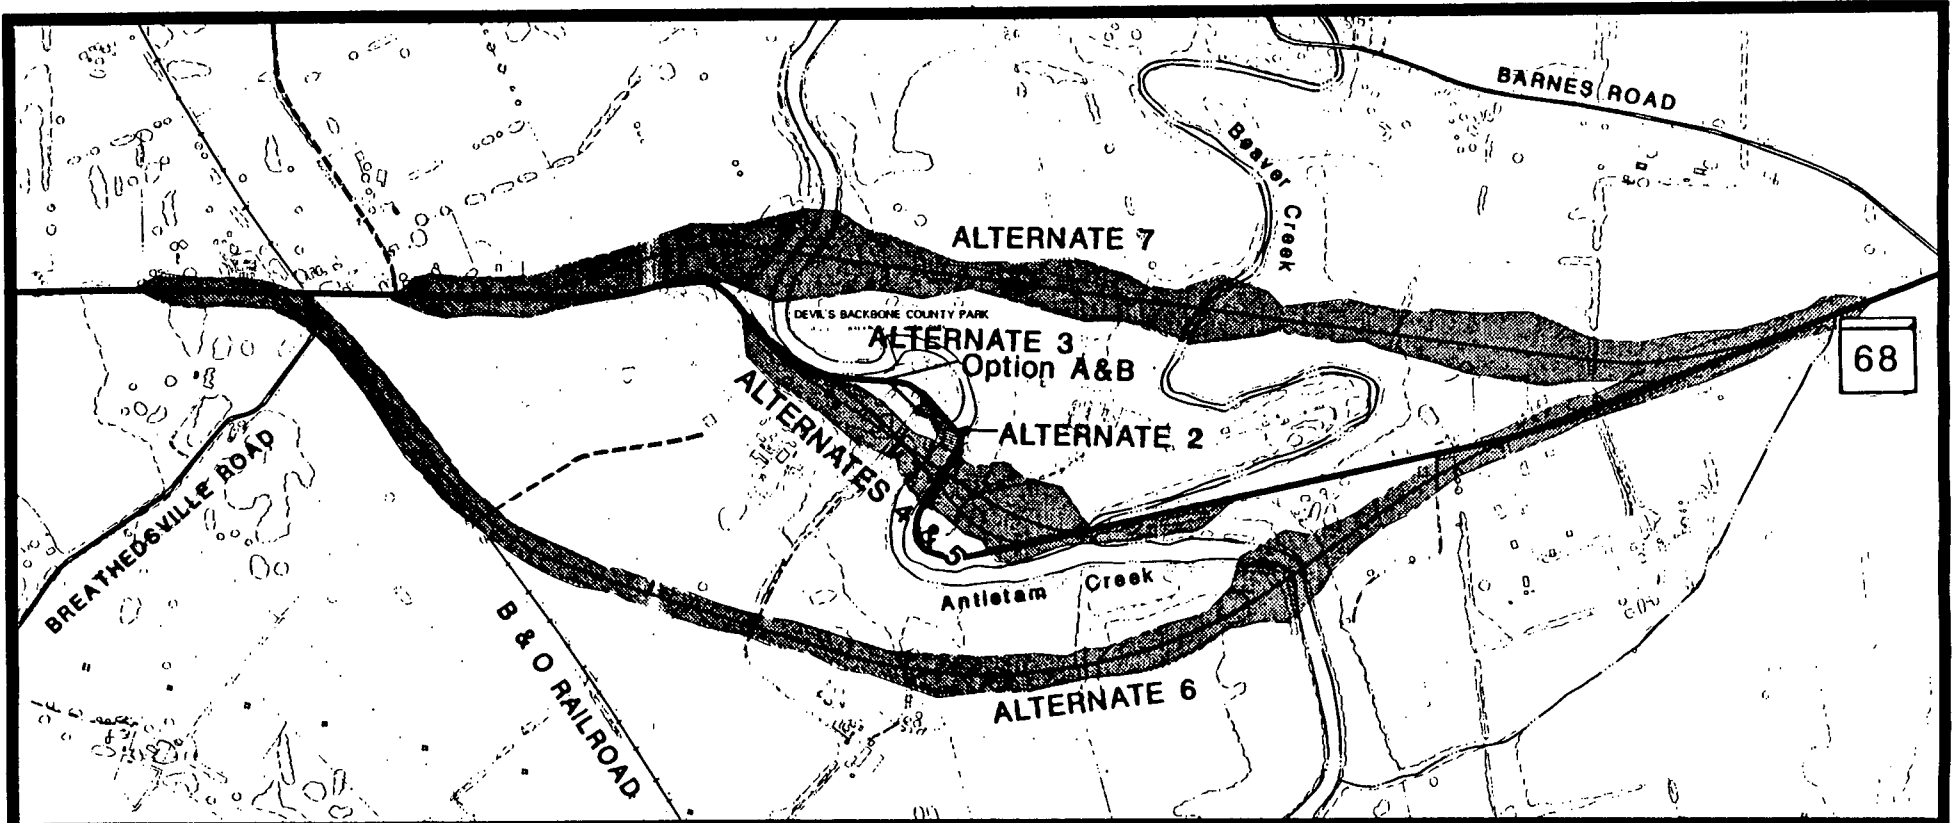 BARNES ROAD
Beaver Creek
ALTERNATE 7
DEVIL'S BACKBONE COUNTY PARK
ALTERNATE 3
Option A&B
68
ALTERNATES 4 & 5
ALTERNATE 2
BREATHEDSVILLE ROAD
Antietam Creek
B & O RAILROAD
ALTERNATE 6